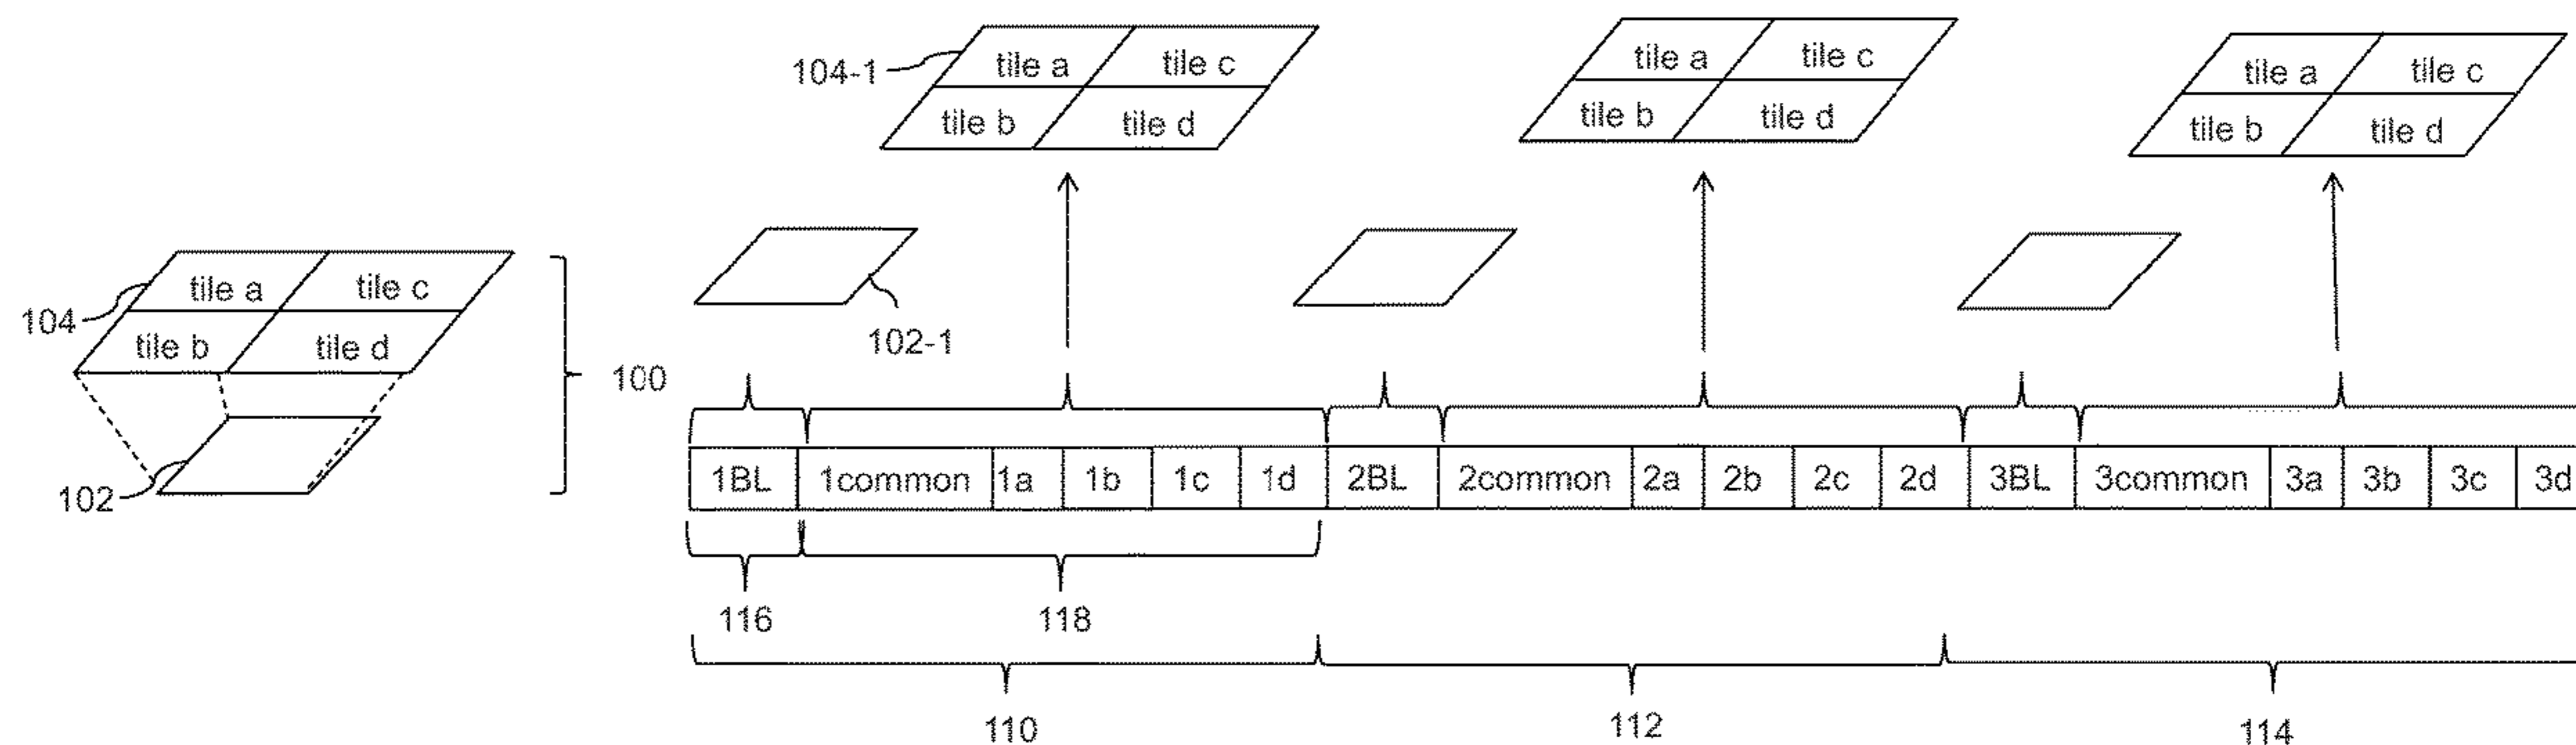 104-1
tile a
tile c
tile b
tile d
tile a
tile c
tile b
tile d
tile a
tile c
tile b
tile d
104
tile a
tile c
tile b
tile d
102
100
102-1
1BL 1common 1a 1b 1c 1d 2BL 2common 2a 2b 2c 2d 3BL 3common 3a 3b 3c 3d
116
118
110
112
114